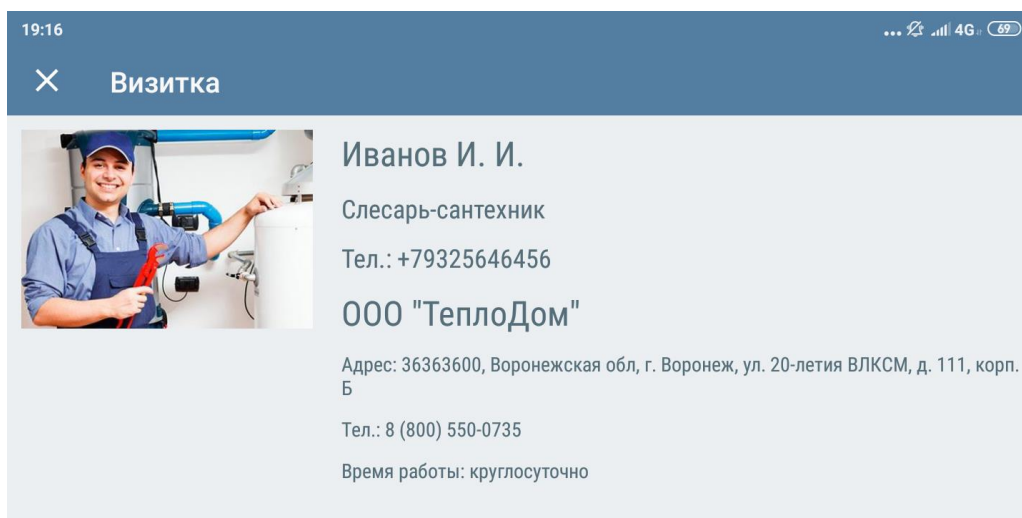 19:16
... 4G 69
Визитка
Иванов И. И.
Слесарь-сантехник
Тел.: +79325646456
ООО "ТеплоДом"
Адрес: 36363600, Воронежская обл, г. Воронеж, ул. 20-летия ВЛКСМ, д. 111, корп.
Б
Тел.: 8 (800) 550-0735
Время работы: круглосуточно